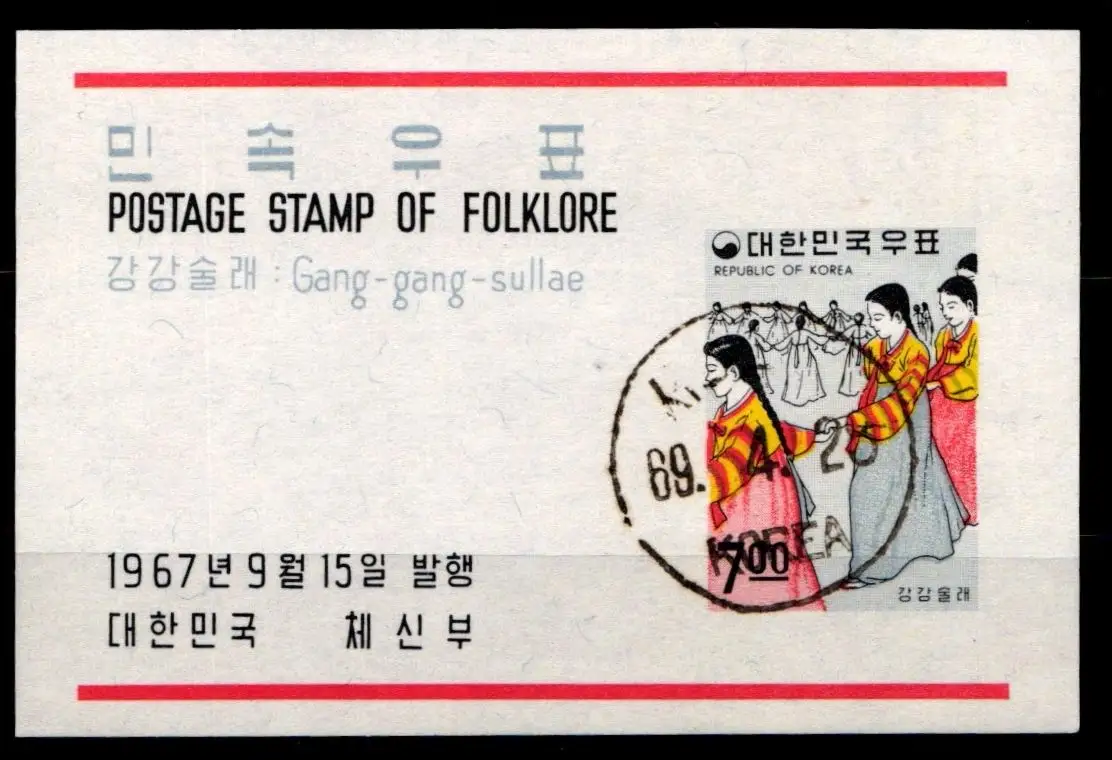 민 속 우 표
POSTAGE STAMP OF FOLKLORE
강강술래 : Gang-gang-sullae
대한민국우표
REPUBLIC OF KOREA
69. 4. 26
KOREA
7.00
강강술래
1967년 9월 15일 발행
대한민국 체신부